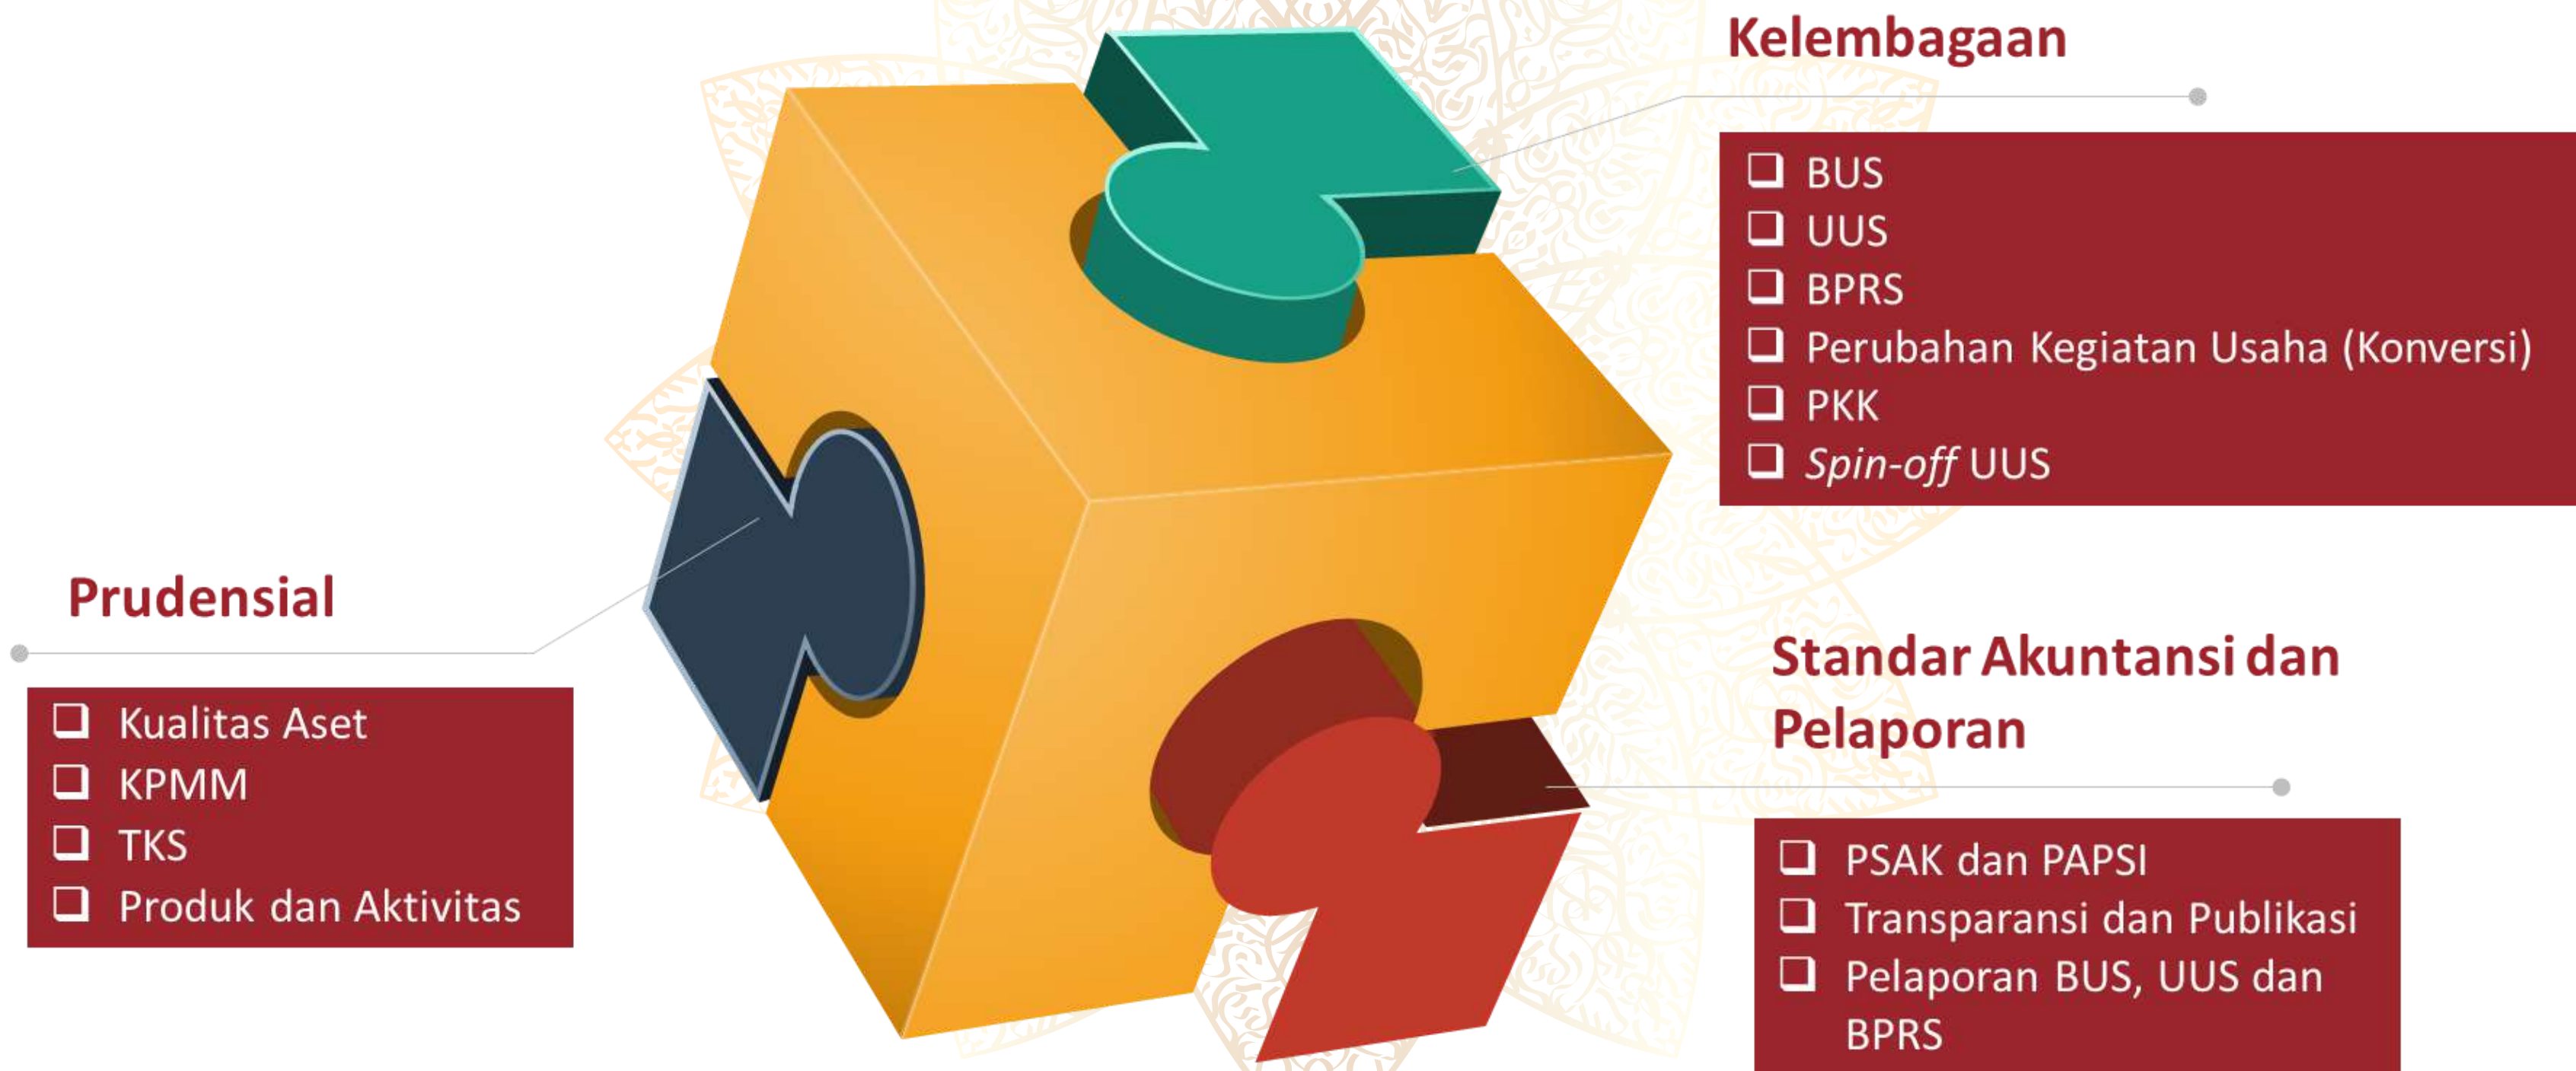 Kelembagaan
BUS
UUS
BPRS
Perubahan Kegiatan Usaha (Konversi)
PKK
Spin-off UUS
Prudensial
Kualitas Aset
KPMM
TKS
Produk dan Aktivitas
Standar Akuntansi dan
Pelaporan
PSAK dan PAPSI
Transparansi dan Publikasi
Pelaporan BUS, UUS dan
BPRS